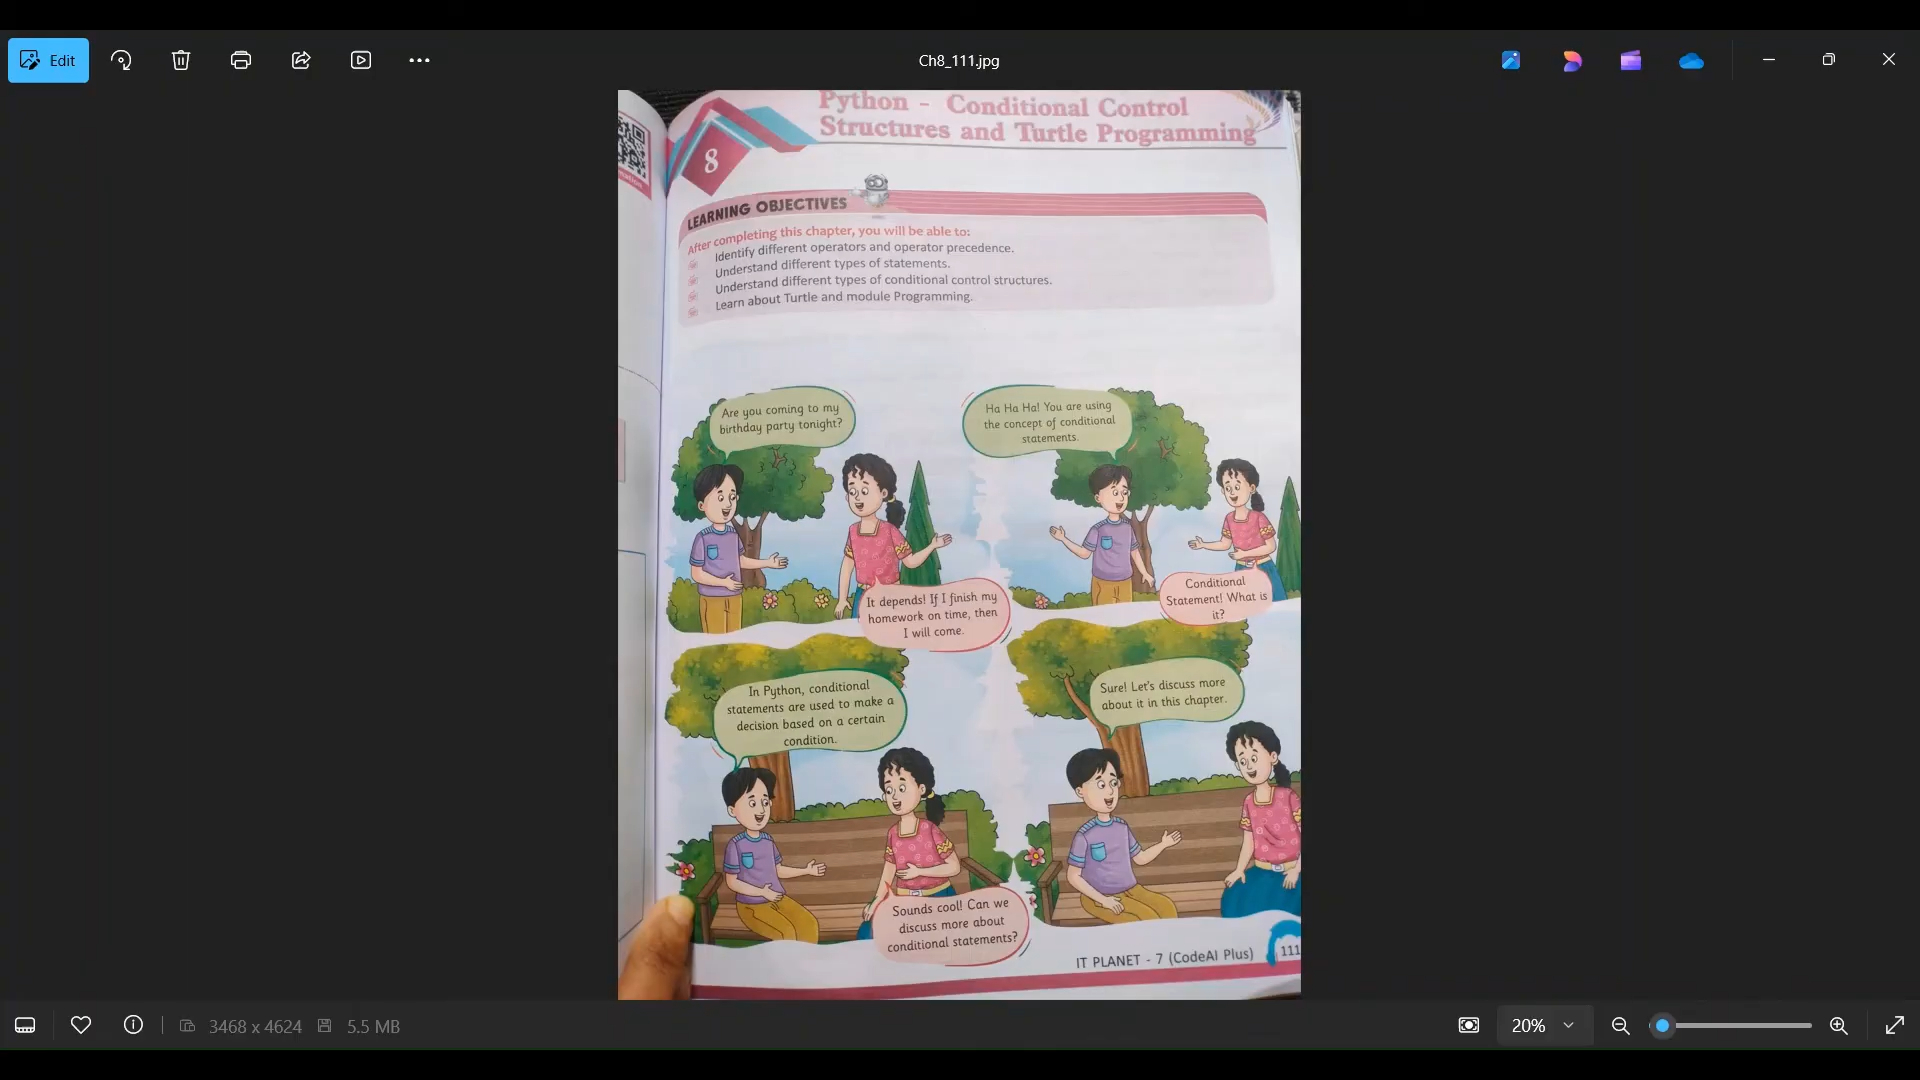 Edit
Ch8_111.jpg
Python - Conditional Control
Structures and Turtle Programming
8
LEARNING OBJECTIVES
After completing this chapter, you will be able to:
Identify different operators and operator precedence.
Understand different types of statements.
Understand different types of conditional control structures.
Learn about Turtle and module Programming.
Are you coming to my
birthday party tonight?
It depends! If I finish my
homework on time, then
I will come.
Ha Ha Ha! You are using
the concept of conditional
statements.
Conditional
Statement! What is
it?
In Python, conditional
statements are used to make a
decision based on a certain
condition.
Sounds cool! Can we
discuss more about
conditional statements?
Sure! Let's discuss more
about it in this chapter.
IT PLANET - 7 (CodeAI Plus)
111
3468 x 4624
5.5 MB
20%